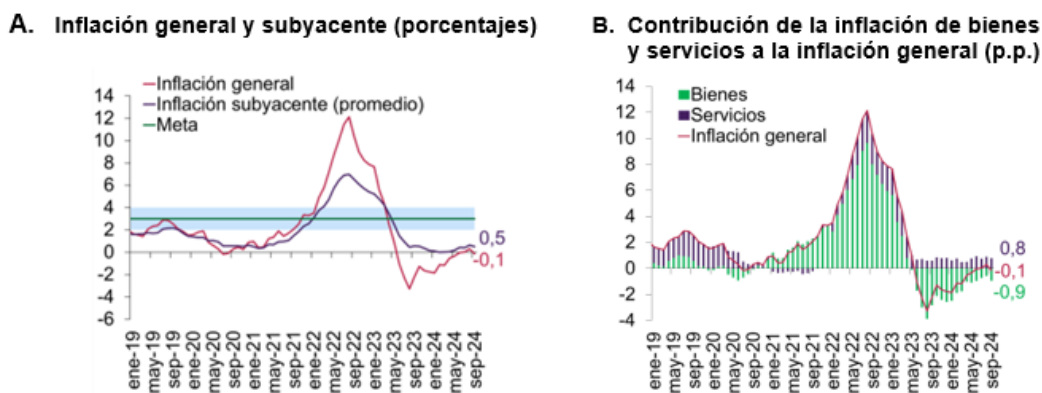 A. Inflación general y subyacente (porcentajes)
Inflación general
Inflación subyacente (promedio)
Meta
14
12
10
8
6
4
2
0
-2
-4
-6
0,5
-0,1
ene-19
may-19
sep-19
ene-20
may-20
sep-20
ene-21
may-21
sep-21
ene-22
may-22
sep-22
ene-23
may-23
sep-23
ene-24
may-24
sep-24
B. Contribución de la inflación de bienes
y servicios a la inflación general (p.p.)
Bienes
Servicios
Inflación general
14
12
10
8
6
4
2
0
-2
-4
0,8
-0,1
-0,9
ene-19
may-19
sep-19
ene-20
may-20
sep-20
ene-21
may-21
sep-21
ene-22
may-22
sep-22
ene-23
may-23
sep-23
ene-24
may-24
sep-24